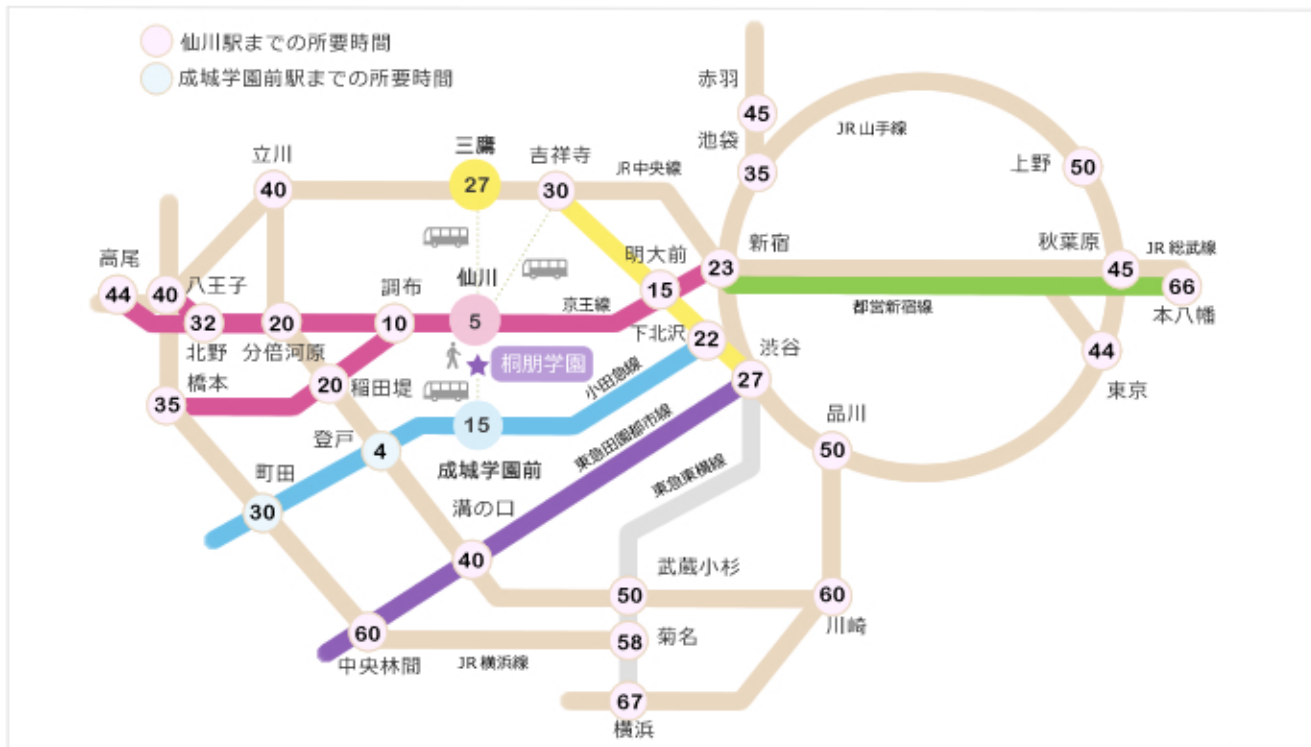 仙川駅までの所要時間
成城学園前駅までの所要時間
赤羽
45
池袋
35
JR山手線
上野
50
立川
40
三鷹
27
吉祥寺
30
JR中央線
高尾
44
40
八王子
32
北野
20
分倍河原
調布
10
仙川
5
京王線
明大前
15
新宿
23
秋葉原
45
JR総武線
都営新宿線
66
本八幡
44
東京
下北沢
22
渋谷
27
桐朋学園
橋本
35
20
稲田堤
小田急線
登戸
4
15
成城学園前
東急田園都市線
東急東横線
品川
50
町田
30
溝の口
40
武蔵小杉
50
60
川崎
60
中央林間
JR横浜線
58
菊名
67
横浜